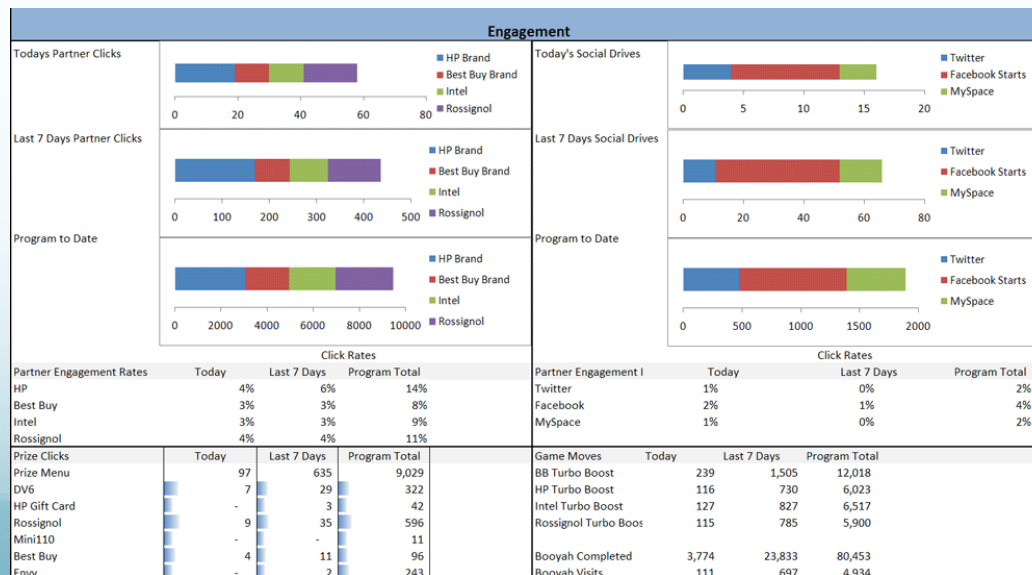 Engagement
Todays Partner Clicks
HP Brand
Best Buy Brand
Intel
Rossignol
0 20 40 60 80
Last 7 Days Partner Clicks
HP Brand
Best Buy Brand
Intel
Rossignol
0 100 200 300 400 500
Program to Date
HP Brand
Best Buy Brand
Intel
Rossignol
0 2000 4000 6000 8000 10000
Click Rates
Partner Engagement Rates Today Last 7 Days Program Total
HP 4% 6% 14%
Best Buy 3% 3% 8%
Intel 3% 3% 9%
Rossignol 4% 4% 11%
Prize Clicks Today Last 7 Days Program Total
Prize Menu 97 635 9,029
DV6 7 29 322
HP Gift Card - 3 42
Rossignol 9 35 596
Mini110 - - 11
Best Buy 4 11 96
Envy - 2 243
Today's Social Drives
Twitter
Facebook Starts
MySpace
0 5 10 15 20
Last 7 Days Social Drives
Twitter
Facebook Starts
MySpace
0 20 40 60 80
Program to Date
Twitter
Facebook Starts
MySpace
0 500 1000 1500 2000
Click Rates
Partner Engagement I Today Last 7 Days Program Total
Twitter 1% 0% 2%
Facebook 2% 1% 4%
MySpace 1% 0% 2%
Game Moves Today Last 7 Days Program Total
BB Turbo Boost 239 1,505 12,018
HP Turbo Boost 116 730 6,023
Intel Turbo Boost 127 827 6,517
Rossignol Turbo Boos 115 785 5,900
Booyah Completed 3,774 23,833 80,453
Booyah Visits 111 697 4,934